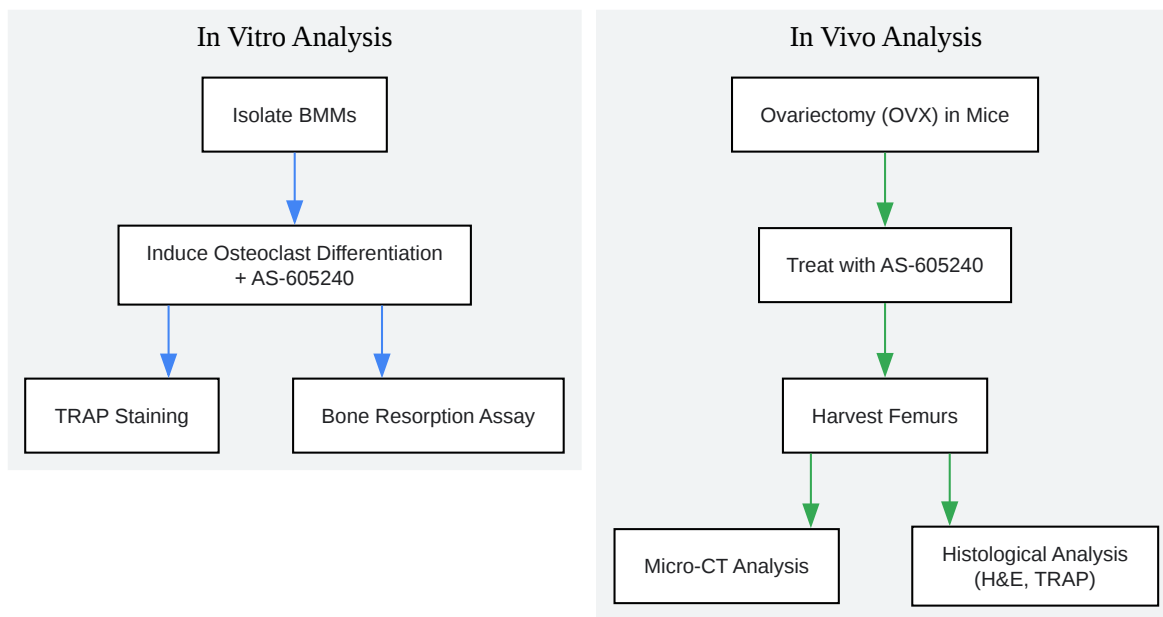 In Vitro Analysis
Isolate BMMs
Induce Osteoclast Differentiation
+ AS-605240
TRAP Staining
Bone Resorption Assay
In Vivo Analysis
Ovariectomy (OVX) in Mice
Treat with AS-605240
Harvest Femurs
Micro-CT Analysis
Histological Analysis
(H&E, TRAP)